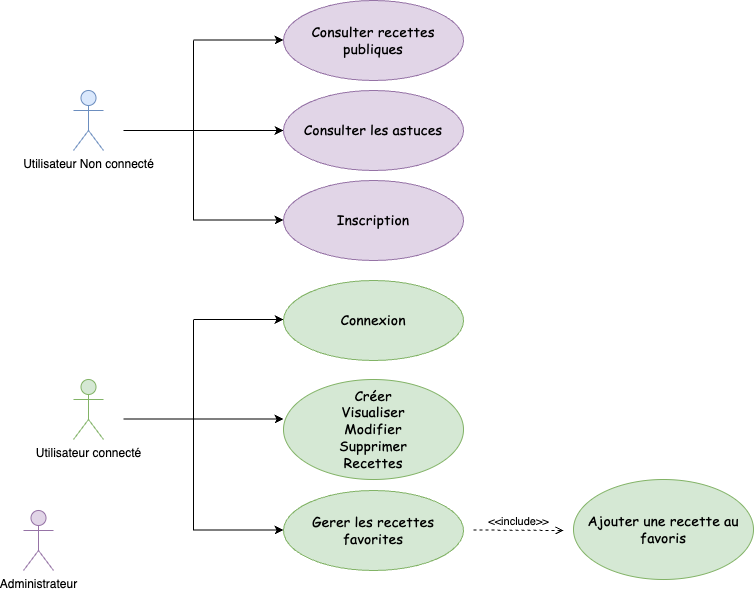 Consulter recettes
publiques
Consulter les astuces
Utilisateur Non connecté
Inscription
Connexion
Créer
Visualiser
Modifier
Supprimer
Recettes
Utilisateur connecté
Gerer les recettes
favorites
<<include>>
Ajouter une recette au
favoris
Administrateur